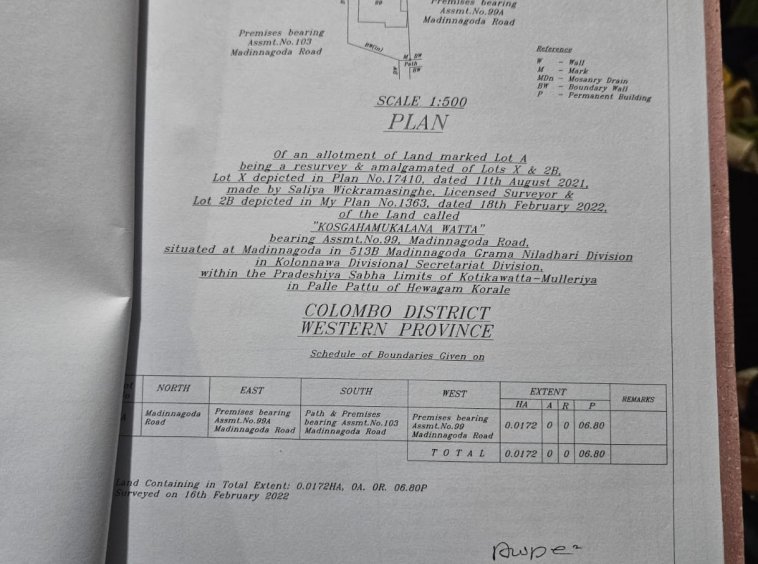 Premises bearing
Assmt.No.99A
Madinnagoda Road
Premises bearing
Assmt.No.103
Madinnagoda Road
BW(lo)
M BW
Path
BW
BW
Reference
W - Wall
M - Mark
MDn - Mosanry Drain
BW - Boundary Wall
P - Permanent Building
SCALE 1:500
PLAN
Of an allotment of Land marked Lot A
being a resurvey & amalgamated of Lots X & 2B,
Lot X depicted in Plan No.17410, dated 11th August 2021,
made by Saliya Wickramasinghe, Licensed Surveyor &
Lot 2B depicted in My Plan No.1363, dated 18th February 2022,
of the Land called
"KOSGAHAMUKALANA WATTA"
bearing Assmt.No.99, Madinnagoda Road,
situated at Madinnagoda in 513B Madinnagoda Grama Niladhari Division
in Kolonnawa Divisional Secretariat Division,
within the Pradeshiya Sabha Limits of Kotikawatta-Mulleriya
in Palle Pattu of Hewagam Korale
COLOMBO DISTRICT
WESTERN PROVINCE
Schedule of Boundaries Given on
NORTH EAST SOUTH WEST EXTENT REMARKS
HA A R P
Madinnagoda Road Premises bearing Assmt.No.99A Madinnagoda Road Path & Premises bearing Assmt.No.103 Madinnagoda Road Premises bearing Assmt.No.99 Madinnagoda Road 0.0172 0 0 06.80
TOTAL 0.0172 0 0 06.80
Land Containing in Total Extent: 0.0172HA, 0A. 0R. 06.80P
Surveyed on 16th February 2022